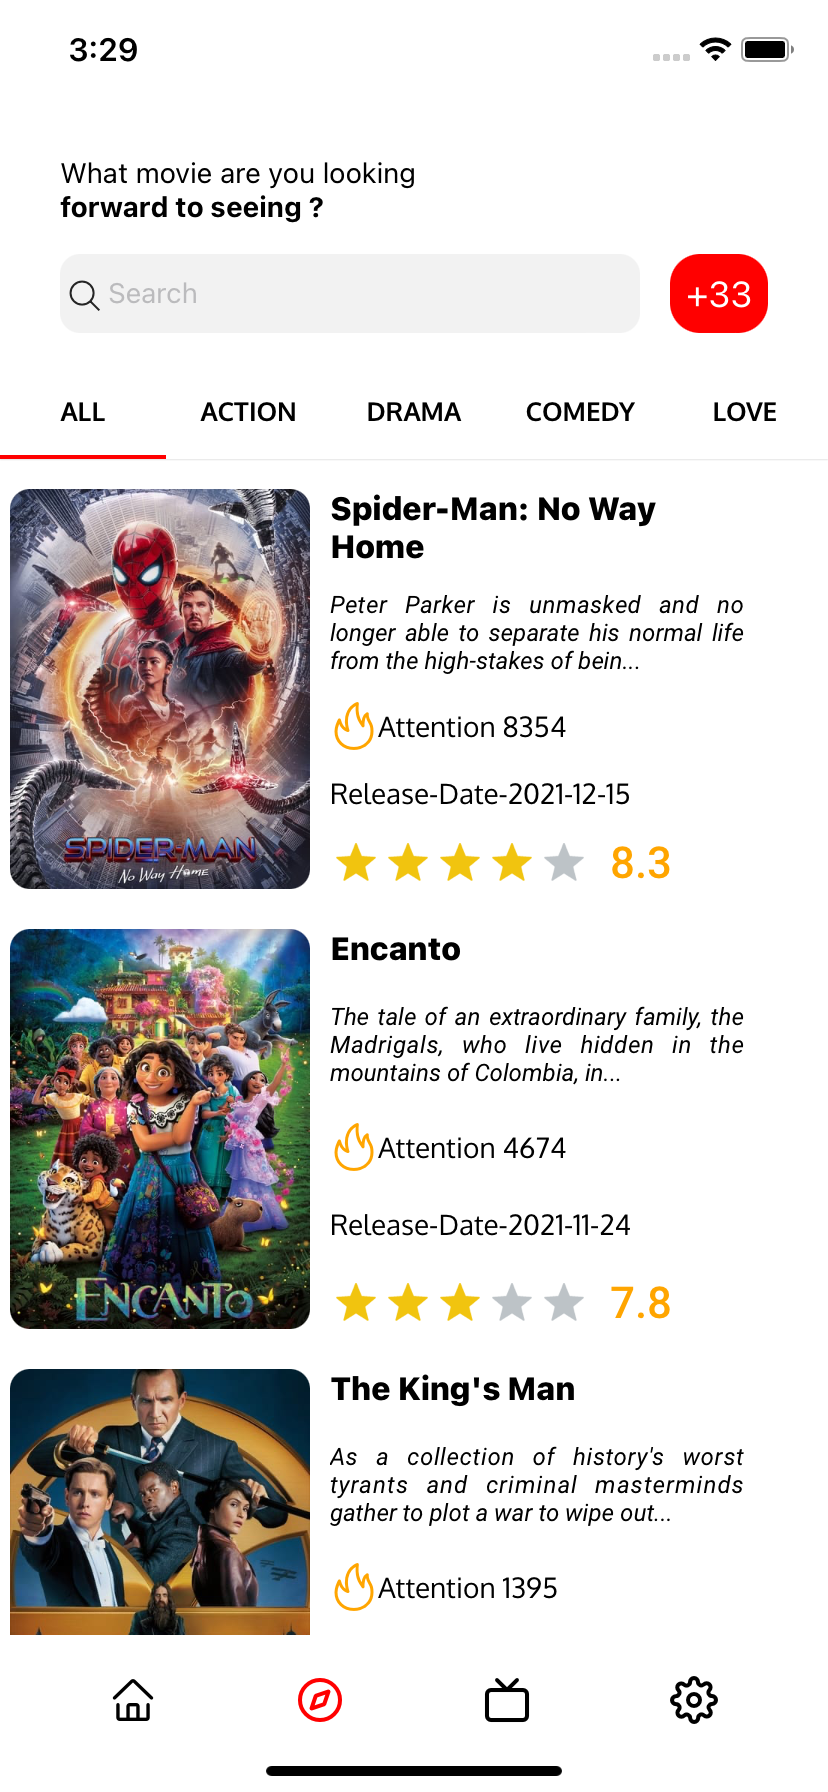 3:29
What movie are you looking
forward to seeing ?
Search
+33
ALL ACTION DRAMA COMEDY LOVE
Spider-Man: No Way
Home
Peter Parker is unmasked and no
longer able to separate his normal life
from the high-stakes of bein...
Attention 8354
Release-Date-2021-12-15
8.3
SPIDER-MAN
No Way Home
Encanto
The tale of an extraordinary family, the
Madrigals, who live hidden in the
mountains of Colombia, in...
Attention 4674
Release-Date-2021-11-24
7.8
ENCANTO
The King's Man
As a collection of history's worst
tyrants and criminal masterminds
gather to plot a war to wipe out...
Attention 1395